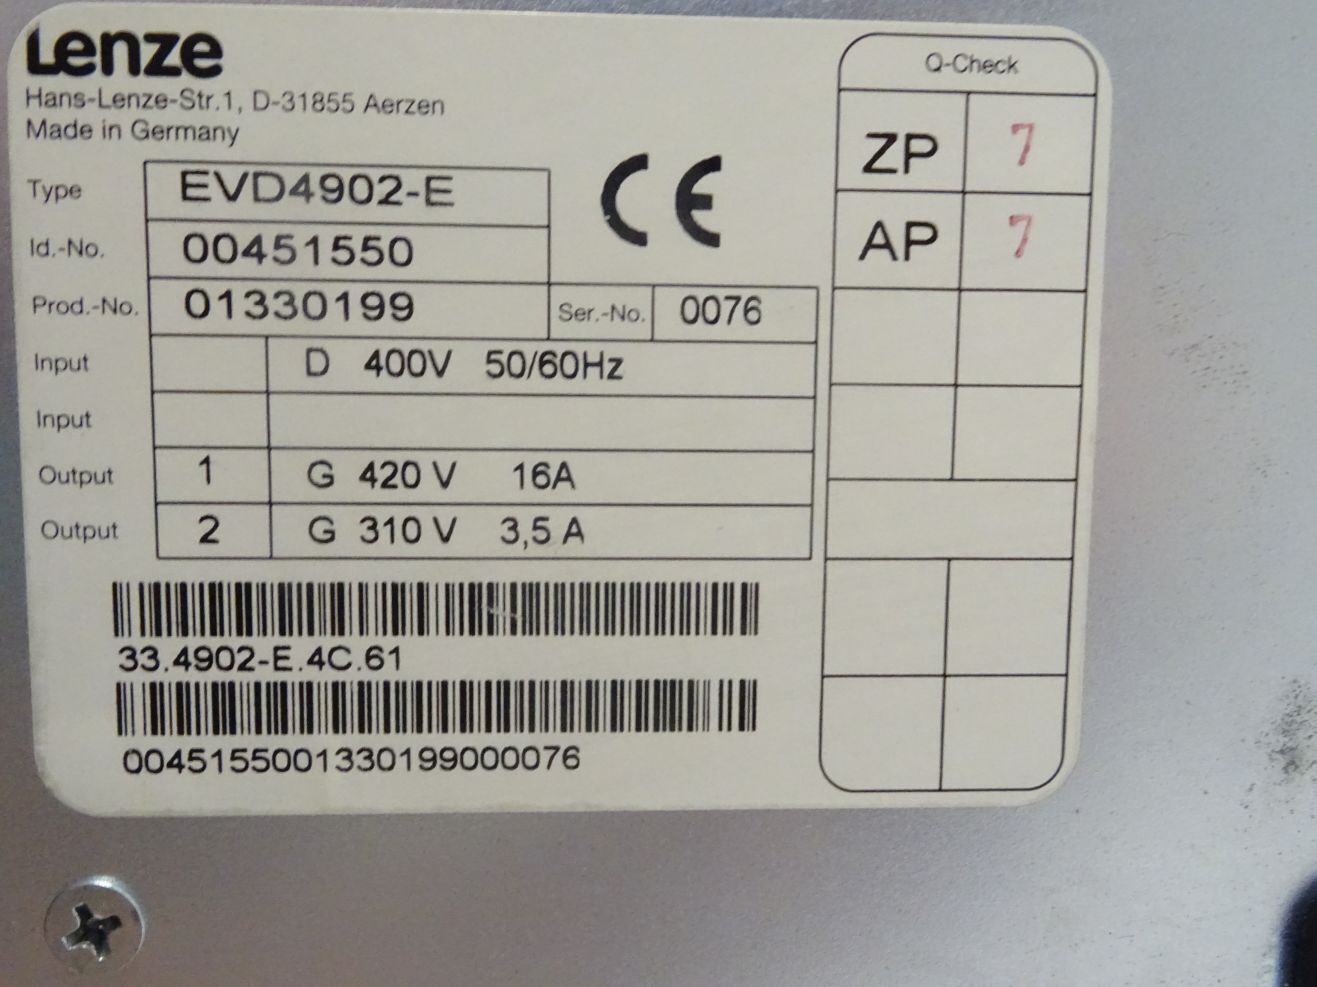 Lenze
Hans-Lenze-Str.1, D-31855 Aerzen
Made in Germany
Type EVD4902-E
Id.-No. 00451550
Prod.-No. 01330199 Ser.-No. 0076
Input D 400V 50/60Hz
Input
Output 1 G 420 V 16A
Output 2 G 310 V 3,5 A
33.4902-E.4C.61
0045155001330199000076
CE
Q-Check
ZP 7
AP 7